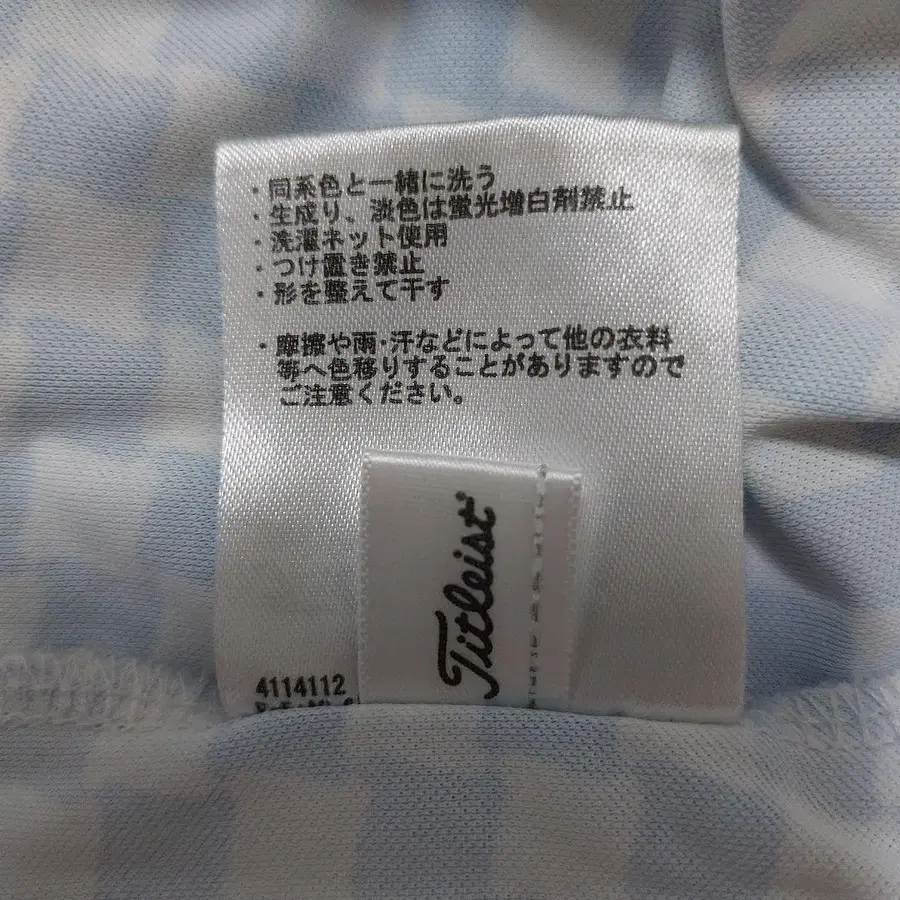 ・同系色と一緒に洗う
・生成り、淡色は蛍光増白剤禁止
・洗濯ネット使用
・つけ置き禁止
・形を整えて干す
・摩擦や雨・汗などによって他の衣料
等へ色移りすることがありますので
ご注意ください。
Titleist
4114112